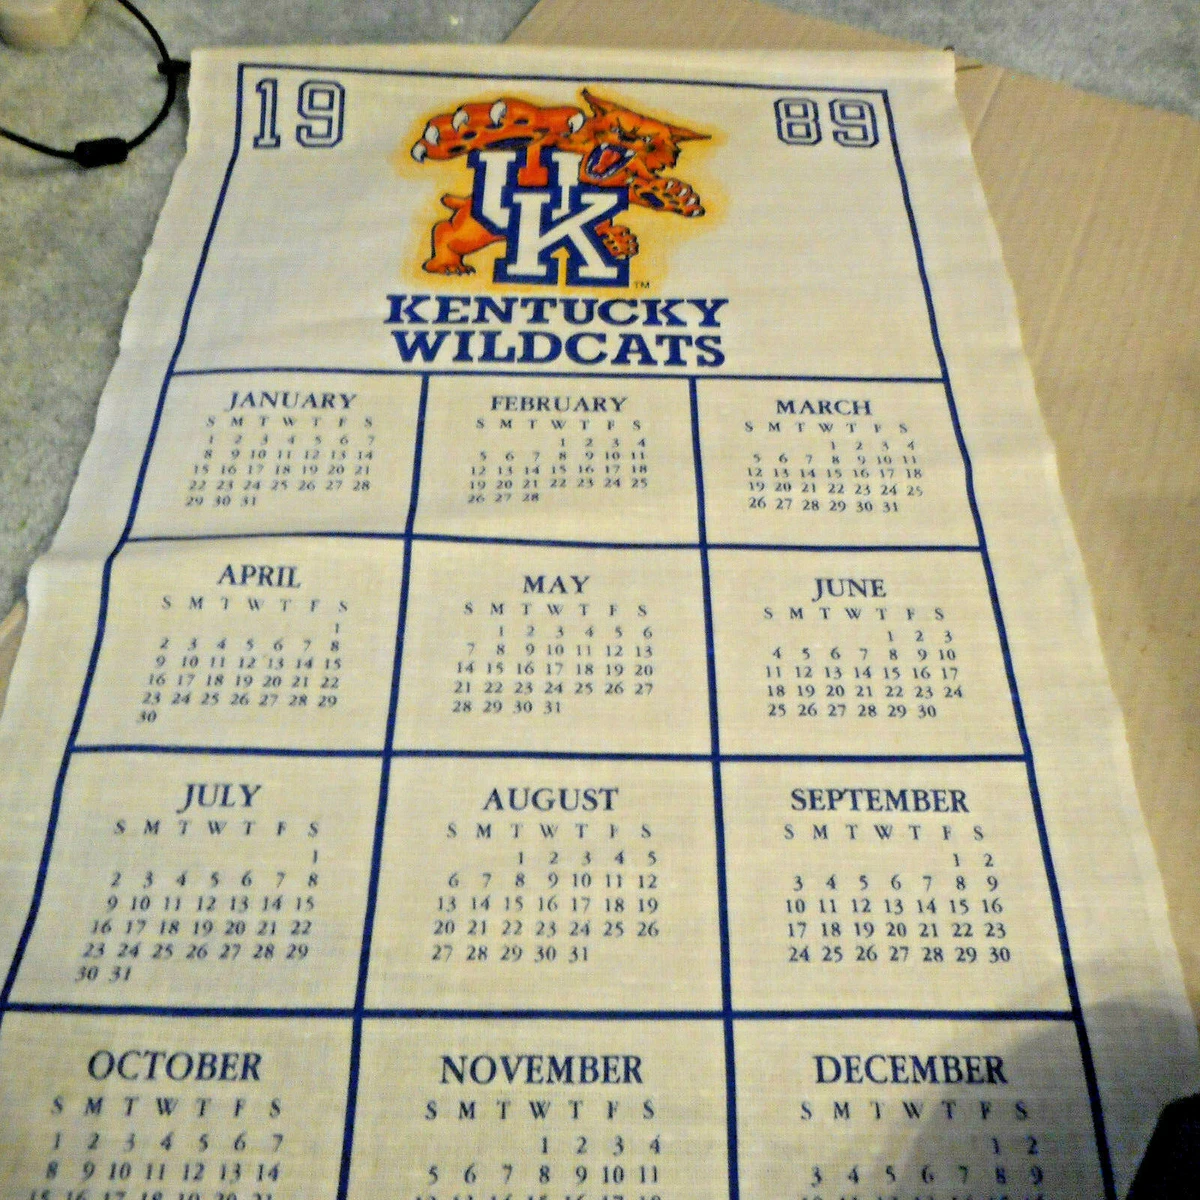 19 89
UK
TM
KENTUCKY
WILDCATS
JANUARY
S M T W T F S
1 2 3 4 5 6 7
8 9 10 11 12 13 14
15 16 17 18 19 20 21
22 23 24 25 26 27 28
29 30 31
FEBRUARY
S M T W T F S
1 2 3 4
5 6 7 8 9 10 11
12 13 14 15 16 17 18
19 20 21 22 23 24 25
26 27 28
MARCH
S M T W T F S
1 2 3 4
5 6 7 8 9 10 11
12 13 14 15 16 17 18
19 20 21 22 23 24 25
26 27 28 29 30 31
APRIL
S M T W T F S
1
2 3 4 5 6 7 8
9 10 11 12 13 14 15
16 17 18 19 20 21 22
23 24 25 26 27 28 29
30
MAY
S M T W T F S
1 2 3 4 5 6
7 8 9 10 11 12 13
14 15 16 17 18 19 20
21 22 23 24 25 26 27
28 29 30 31
JUNE
S M T W T F S
1 2 3
4 5 6 7 8 9 10
11 12 13 14 15 16 17
18 19 20 21 22 23 24
25 26 27 28 29 30
JULY
S M T W T F S
1
2 3 4 5 6 7 8
9 10 11 12 13 14 15
16 17 18 19 20 21 22
23 24 25 26 27 28 29
30 31
AUGUST
S M T W T F S
1 2 3 4 5
6 7 8 9 10 11 12
13 14 15 16 17 18 19
20 21 22 23 24 25 26
27 28 29 30 31
SEPTEMBER
S M T W T F S
1 2
3 4 5 6 7 8 9
10 11 12 13 14 15 16
17 18 19 20 21 22 23
24 25 26 27 28 29 30
OCTOBER
S M T W T F S
1 2 3 4 5 6 7
8 9 10 11 12 13 14
15 16 17 18 19 20 21
NOVEMBER
S M T W T F S
1 2 3 4
5 6 7 8 9 10 11
DECEMBER
S M T W T F S
1 2
3 4 5 6 7 8 9